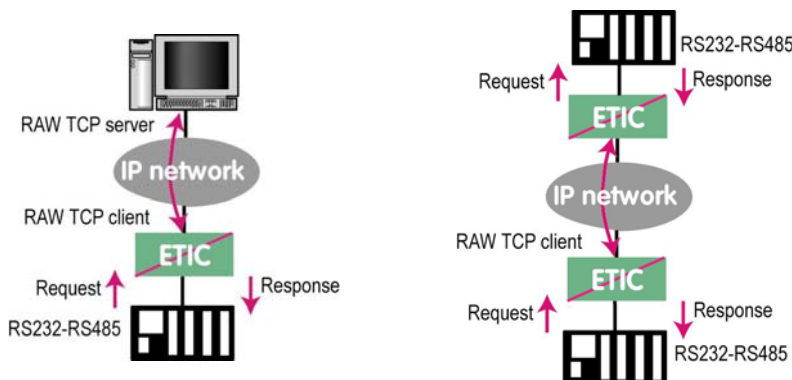 RAW TCP server
IP network
RAW TCP client
ETIC
Request
Response
RS232-RS485
RS232-RS485
Request
Response
ETIC
IP network
RAW TCP client
ETIC
Request
Response
RS232-RS485